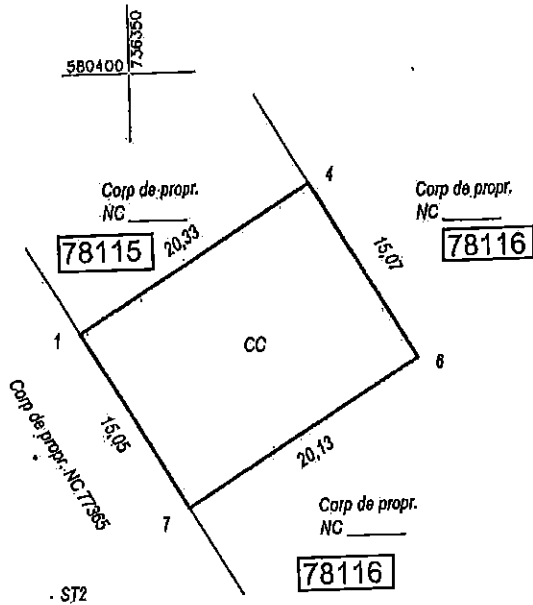 580400
736350
Corp de propr.
NC
78115
20,33
4
Corp de propr.
NC
78116
15,07
1
CC
6
Corp de propr. NC 77365
15,05
20,13
7
Corp de propr.
NC
78116
ST2